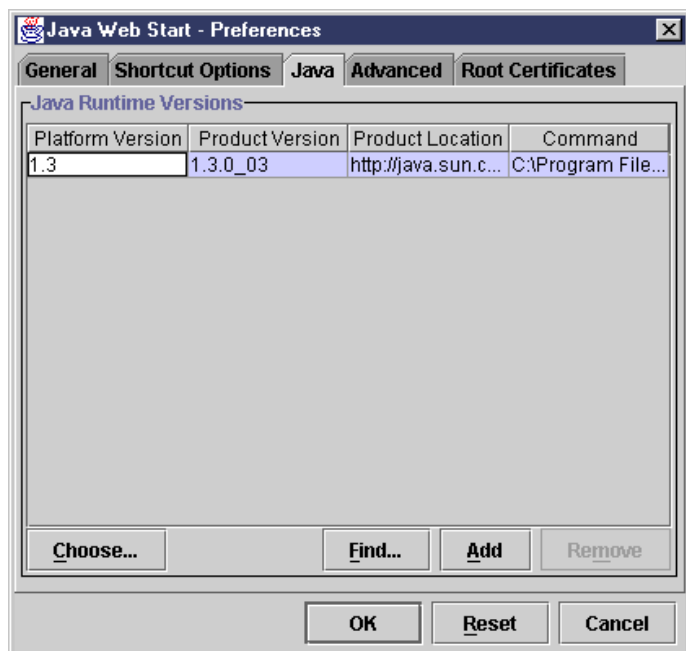 Java Web Start - Preferences
General Shortcut Options Java Advanced Root Certificates
Java Runtime Versions
Platform Version Product Version Product Location Command
1.3 1.3.0_03 http://java.sun.c... C:\Program File...
Choose... Find... Add Remove
OK Reset Cancel